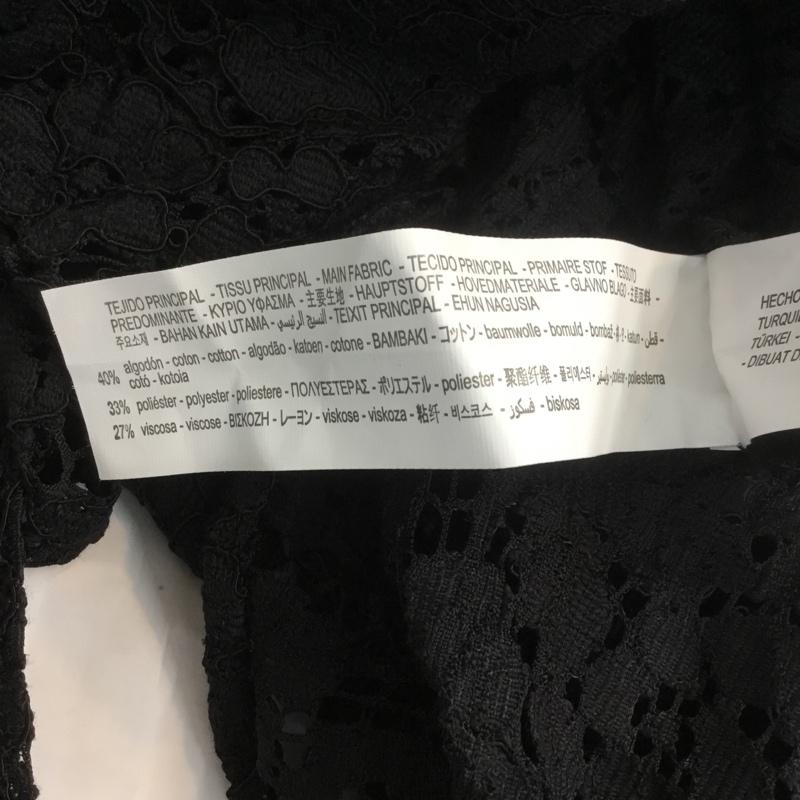 TEJIDO PRINCIPAL - TISSU PRINCIPAL - MAIN FABRIC - TECIDO PRINCIPAL - PRIMAIRE STOF - TESSUTO
PREDOMINANTE - ΚΥΡΙΟ ΥΦΑΣΜΑ - 主要生地 - HAUPTSTOFF - HOVEDMATERIALE - GLAVNO BLAGO - 主要面料 -
주요소재 - BAHAN KAIN UTAMA - النسيج الرئيسي - TEIXIT PRINCIPAL - EHUN NAGUSIA
40% algodón - coton - cotton - algodão - katoen - cotone - BAMBAKI - コットン - baumwolle - bomuld - bombaž - 棉 - 면 - katun - قطن -
cotó - kotoia
33% poliéster - polyester - poliestere - ΠΟΛΥΕΣΤΕΡΑΣ - ポリエステル - poliester - 聚酯纤维 - 폴리에스터 - بوليستر - polièster - poliesterra
27% viscosa - viscose - ΒΙΣΚΟΖΗ - レーヨン - viskose - viskoza - 粘纤 - 비스코스 - فسكوز - biskosa
HECHO
TURQUI
TÜRKEI -
- DIBUAT D